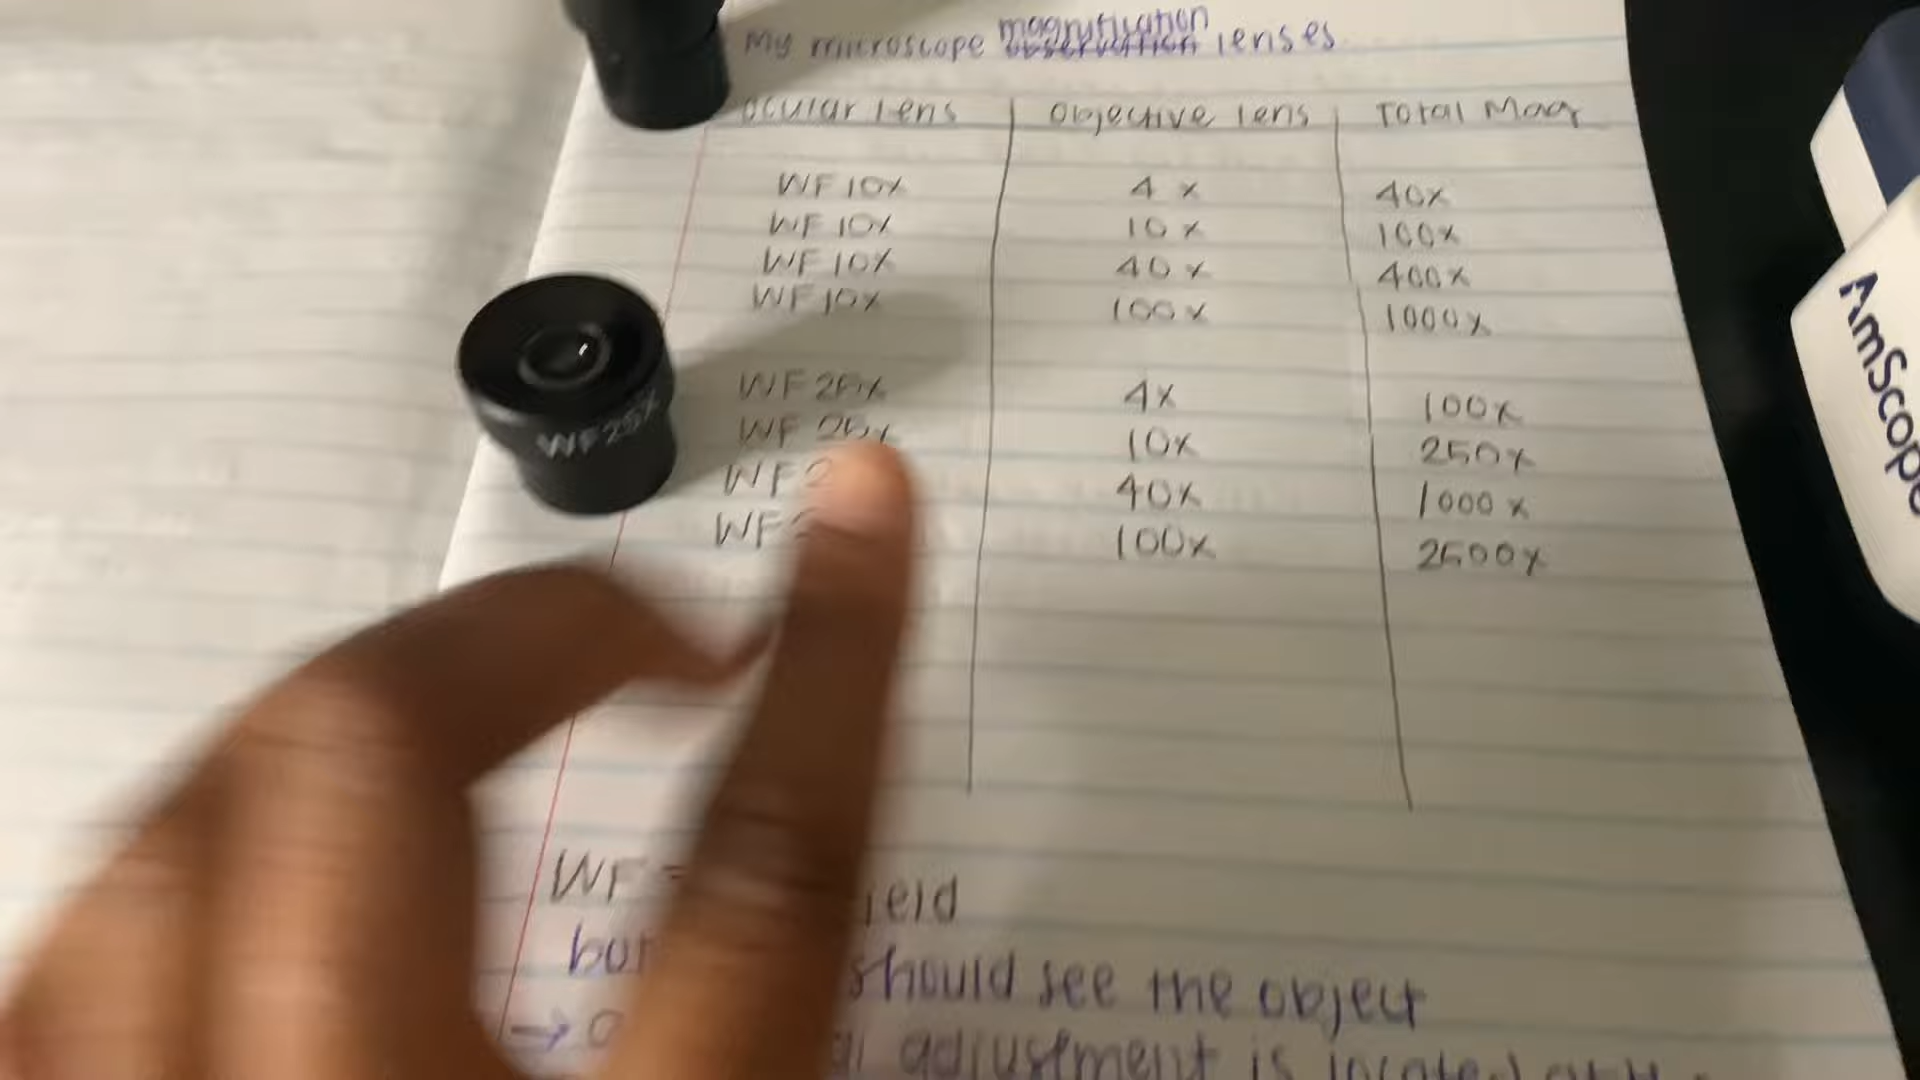 My microscope magnification lenses
Ocular Lens Objective lens Total Mag
WF 10x 4x 40x
WF 10x 10x 100x
WF 10x 40x 400x
WF 10x 100x 1000x
WF 25x 4x 100x
WF 25x 10x 250x
WF 2 40x 1000x
WF 100x 2500x
WF25X
AmScope
WF ield
should see the object
→ adjustment is located